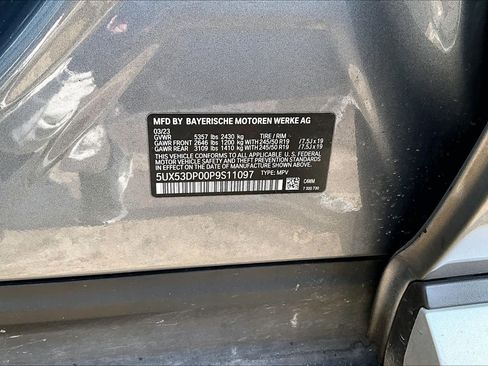 MFD BY BAYERISCHE MOTOREN WERKE AG
03/23
GVWR 5357 lbs 2430 kg TIRE / RIM
GAWR FRONT 2646 lbs 1200 kg WITH 245/50 R19 /7.5J x 19
GAWR REAR 3109 lbs 1410 kg WITH 245/50 R19 /7.5J x 19
THIS VEHICLE CONFORMS TO ALL APPLICABLE U.S. FEDERAL
MOTOR VEHICLE SAFETY, BUMPER, AND THEFT PREVENTION
STANDARDS IN EFFECT ON THE DATE OF MANUFACTURE SHOWN ABOVE.
5UX53DP00P9S11097 TYPE: MPV